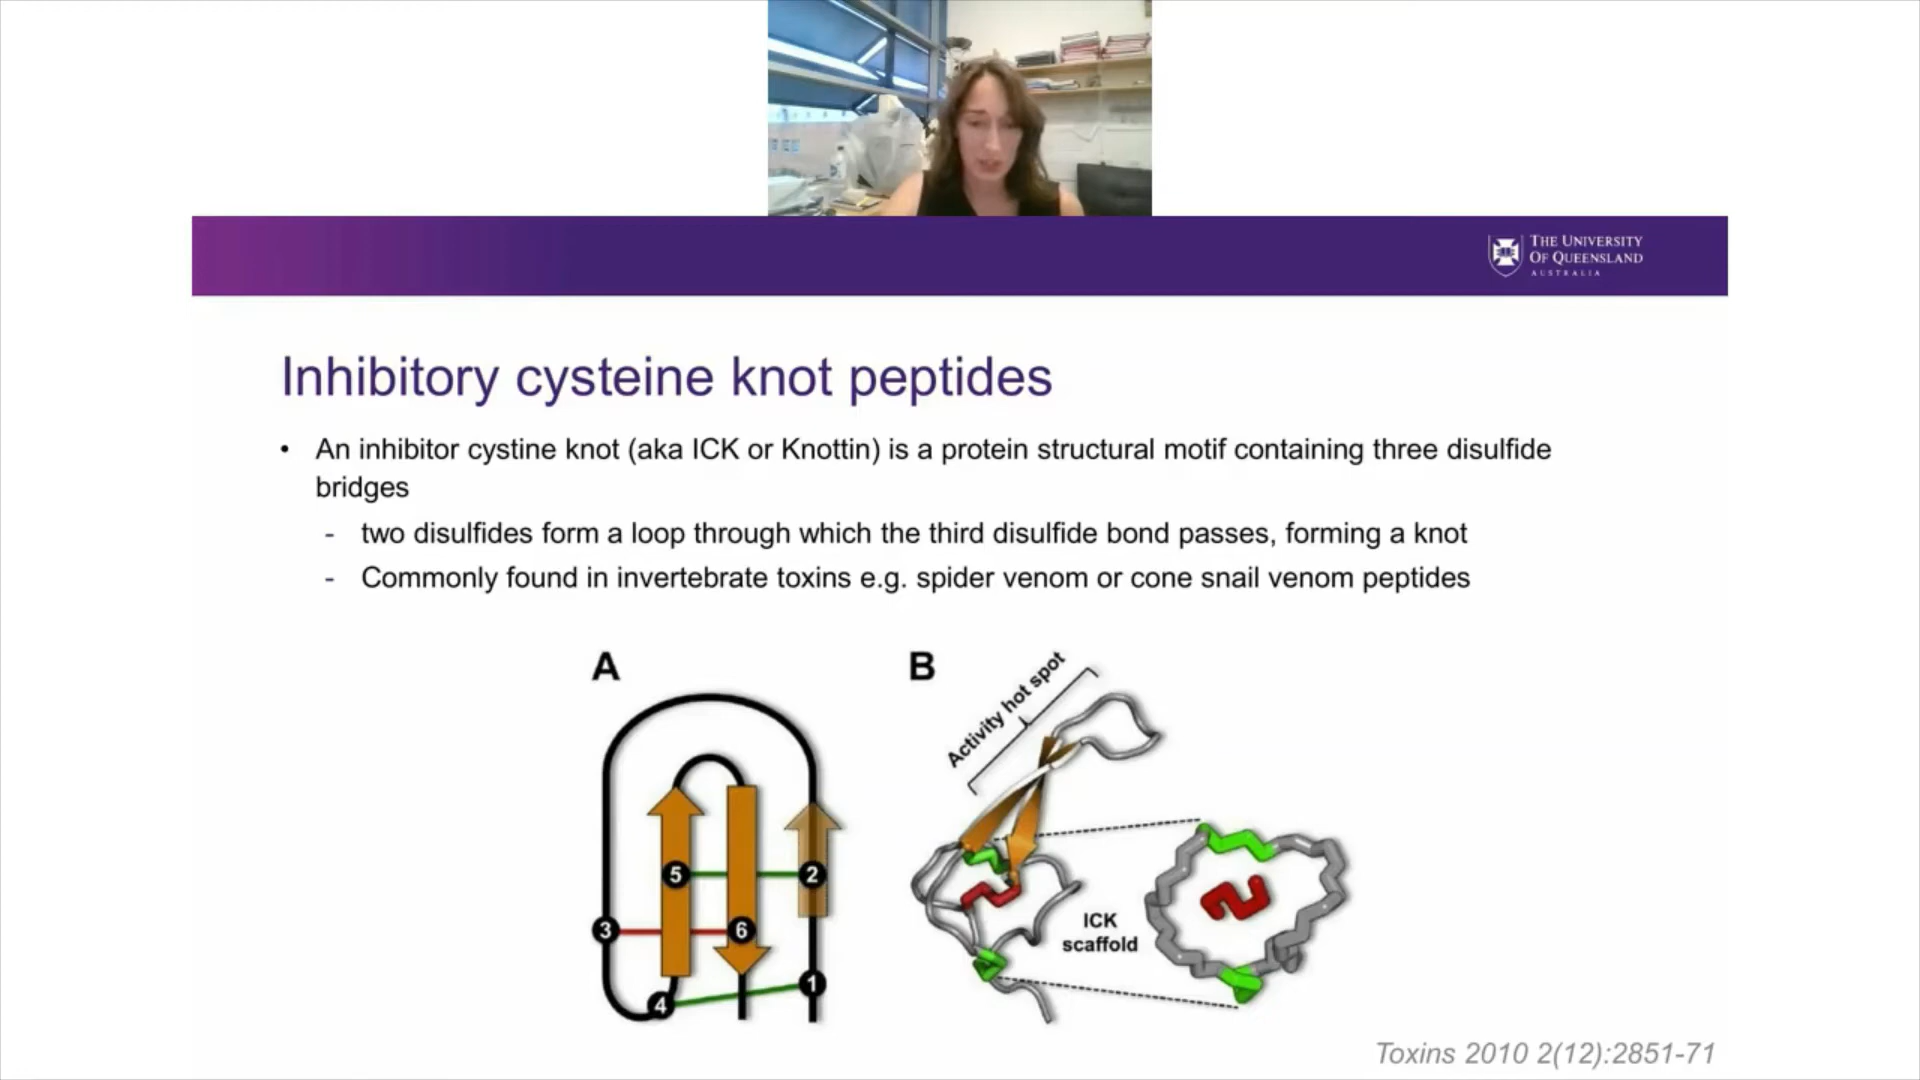 THE UNIVERSITY
OF QUEENSLAND
AUSTRALIA
Inhibitory cysteine knot peptides
• An inhibitor cystine knot (aka ICK or Knottin) is a protein structural motif containing three disulfide
bridges
- two disulfides form a loop through which the third disulfide bond passes, forming a knot
- Commonly found in invertebrate toxins e.g. spider venom or cone snail venom peptides
A
5
2
3
6
4
1
B
Activity hot spot
ICK
scaffold
Toxins 2010 2(12):2851-71